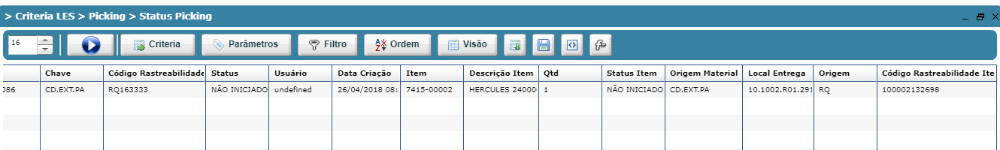 > Criteria LES > Picking > Status Picking
16 Criteria Parâmetros Filtro Ordem Visão
Chave Código Rastreabilidade Status Usuário Data Criação Item Descrição Item Qtd Status Item Origem Material Local Entrega Origem Código Rastreabilidade Ite
086 CD.EXT.PA RQ163333 NÃO INICIADO undefined 26/04/2018 08: 7415-00002 HERCULES 24000 1 NÃO INICIADO CD.EXT.PA 10.1002.R01.291 RQ 100002132698